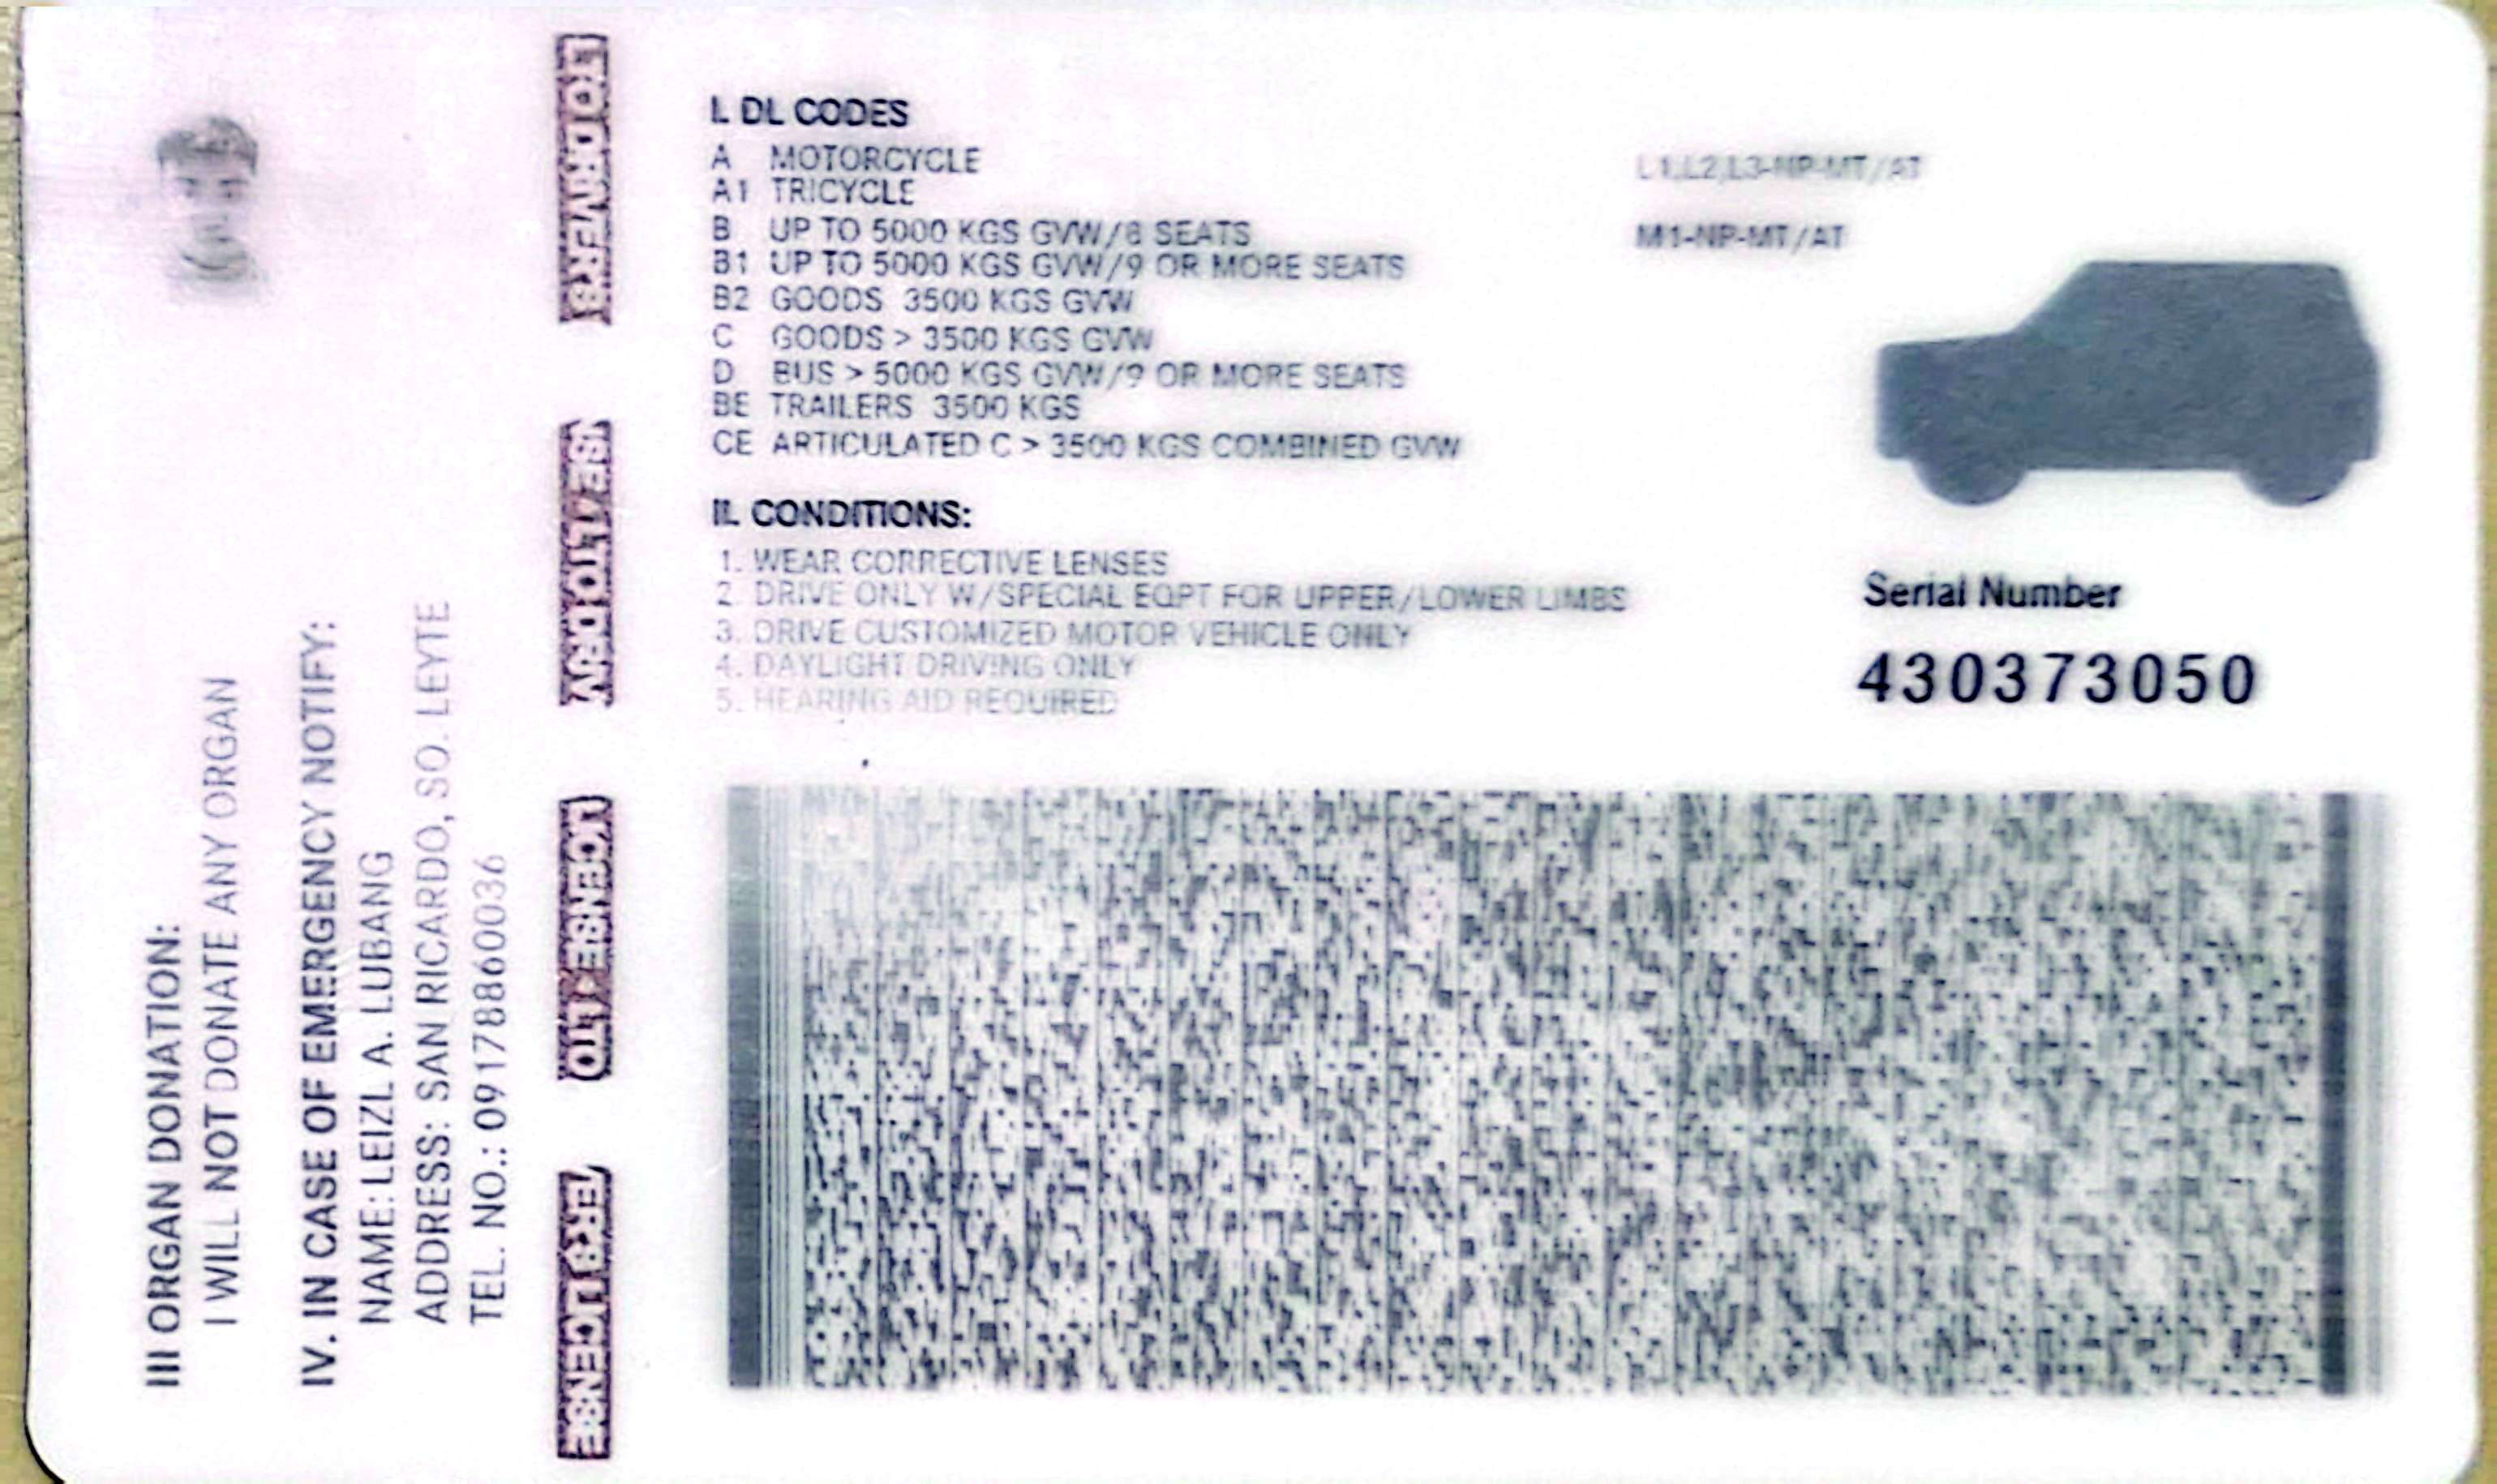 I. DL CODES
A MOTORCYCLE
A1 TRICYCLE
B UP TO 5000 KGS GVW/8 SEATS
B1 UP TO 5000 KGS GVW/9 OR MORE SEATS
B2 GOODS 3500 KGS GVW
C GOODS > 3500 KGS GVW
D BUS > 5000 KGS GVW/9 OR MORE SEATS
BE TRAILERS 3500 KGS
CE ARTICULATED C > 3500 KGS COMBINED GVW
L1,L2,L3-NP-MT/AT
M1-NP-MT/AT
II. CONDITIONS:
1. WEAR CORRECTIVE LENSES
2. DRIVE ONLY W/SPECIAL EQPT FOR UPPER/LOWER LIMBS
3. DRIVE CUSTOMIZED MOTOR VEHICLE ONLY
4. DAYLIGHT DRIVING ONLY
5. HEARING AID REQUIRED
Serial Number
430373050
III ORGAN DONATION:
I WILL NOT DONATE ANY ORGAN
IV. IN CASE OF EMERGENCY NOTIFY:
NAME: LEIZL A. LUBANG
ADDRESS: SAN RICARDO, SO. LEYTE
TEL. NO.: 09178860036
LTO DRIVERS
LICENSE LTO
ERS LICENSE